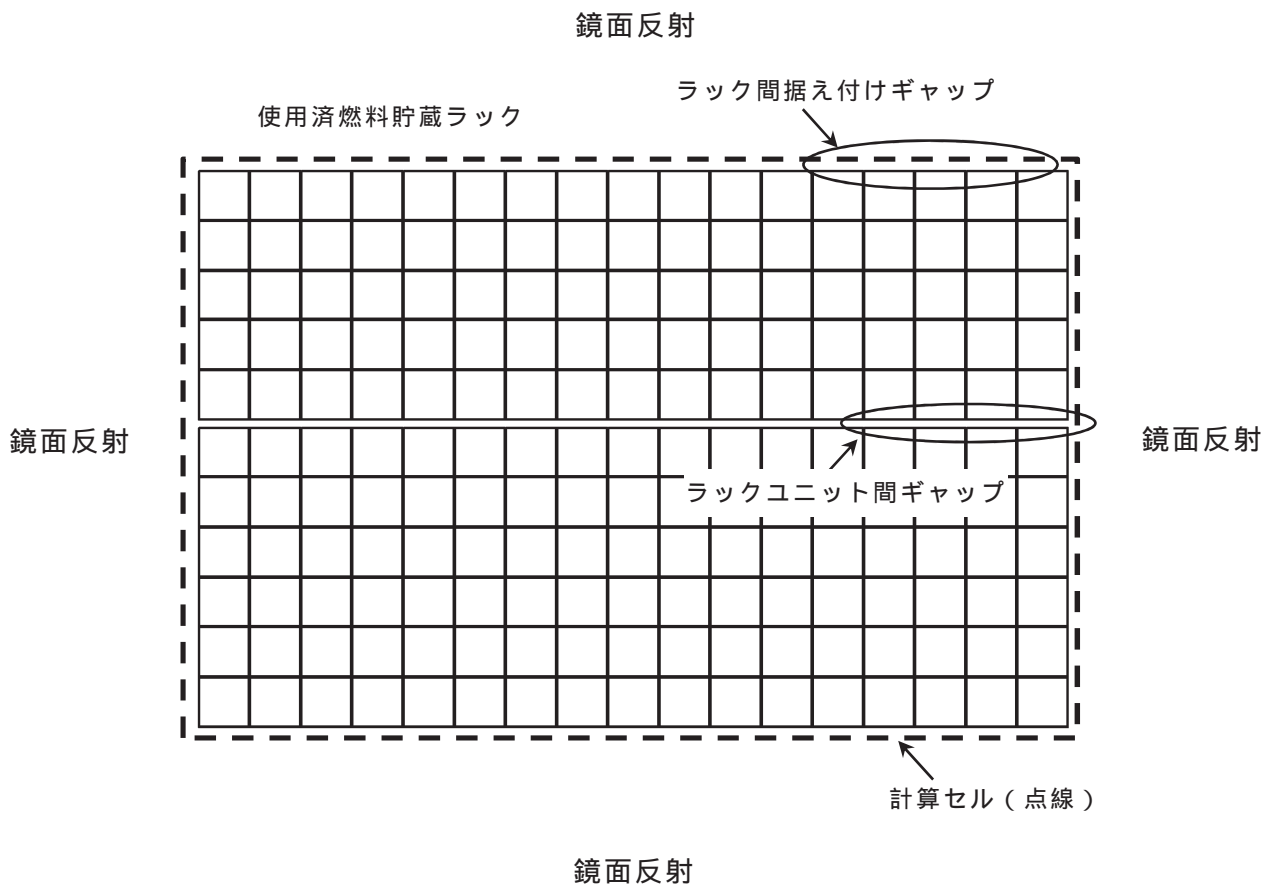 鏡面反射
ラック間据え付けギャップ
使用済燃料貯蔵ラック
鏡面反射
鏡面反射
ラックユニット間ギャップ
計算セル（点線）
鏡面反射